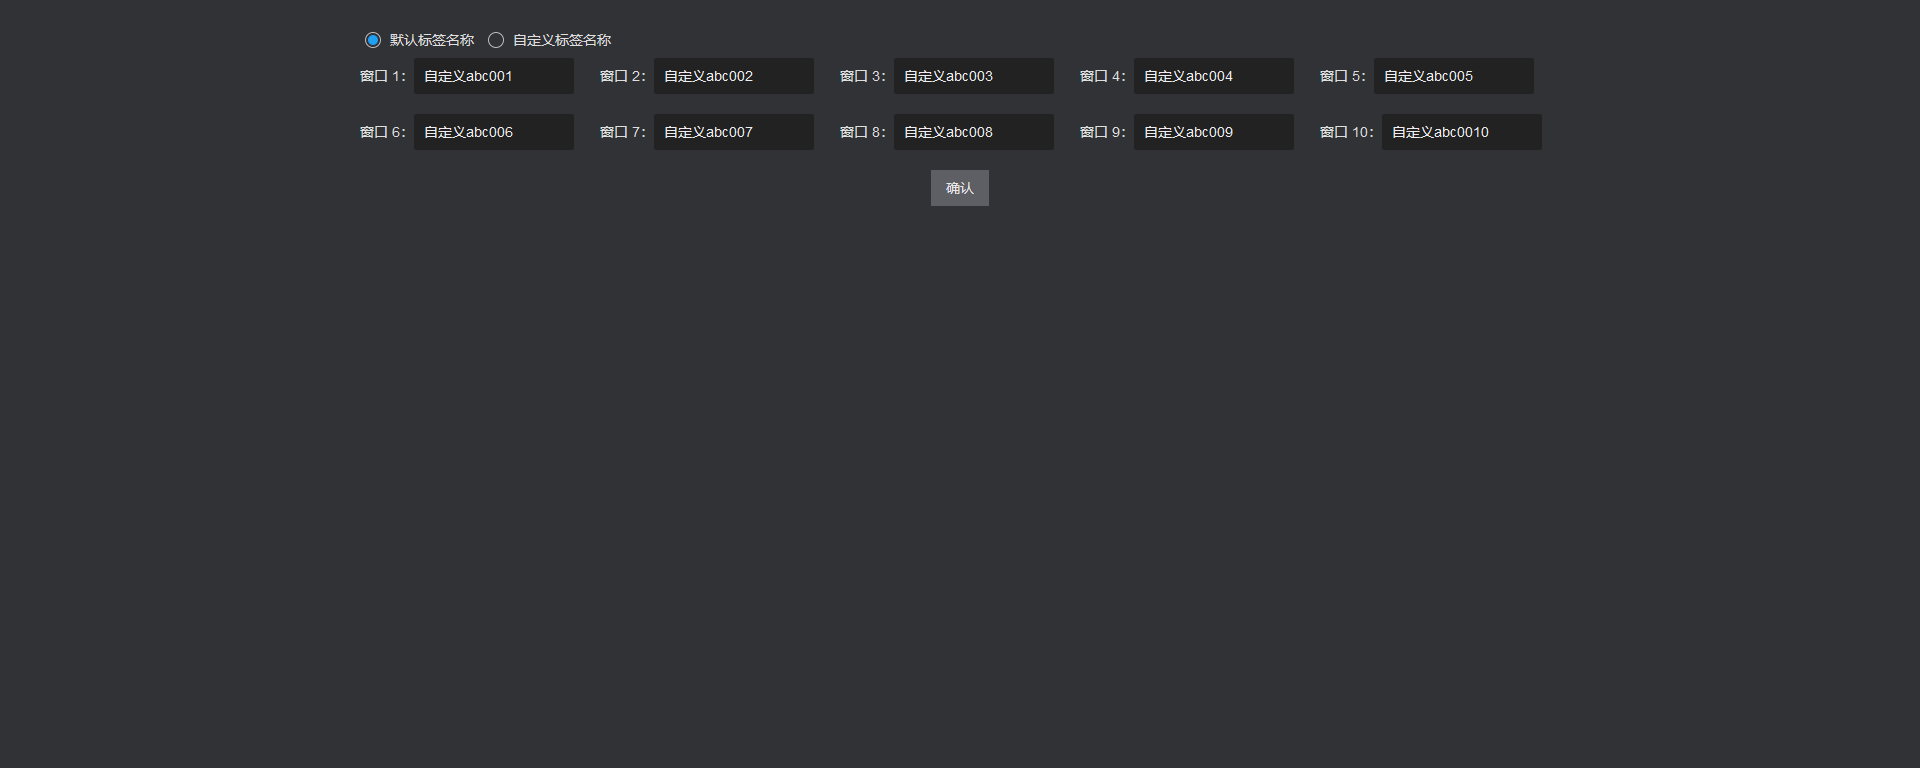 默认标签名称 自定义标签名称
窗口 1: 自定义abc001 窗口 2: 自定义abc002 窗口 3: 自定义abc003 窗口 4: 自定义abc004 窗口 5: 自定义abc005
窗口 6: 自定义abc006 窗口 7: 自定义abc007 窗口 8: 自定义abc008 窗口 9: 自定义abc009 窗口 10: 自定义abc0010
确认